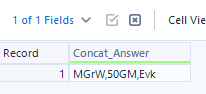 1 of 1 Fields Cell Vie
Record Concat_Answer
1 MGrW,50GM,Evk